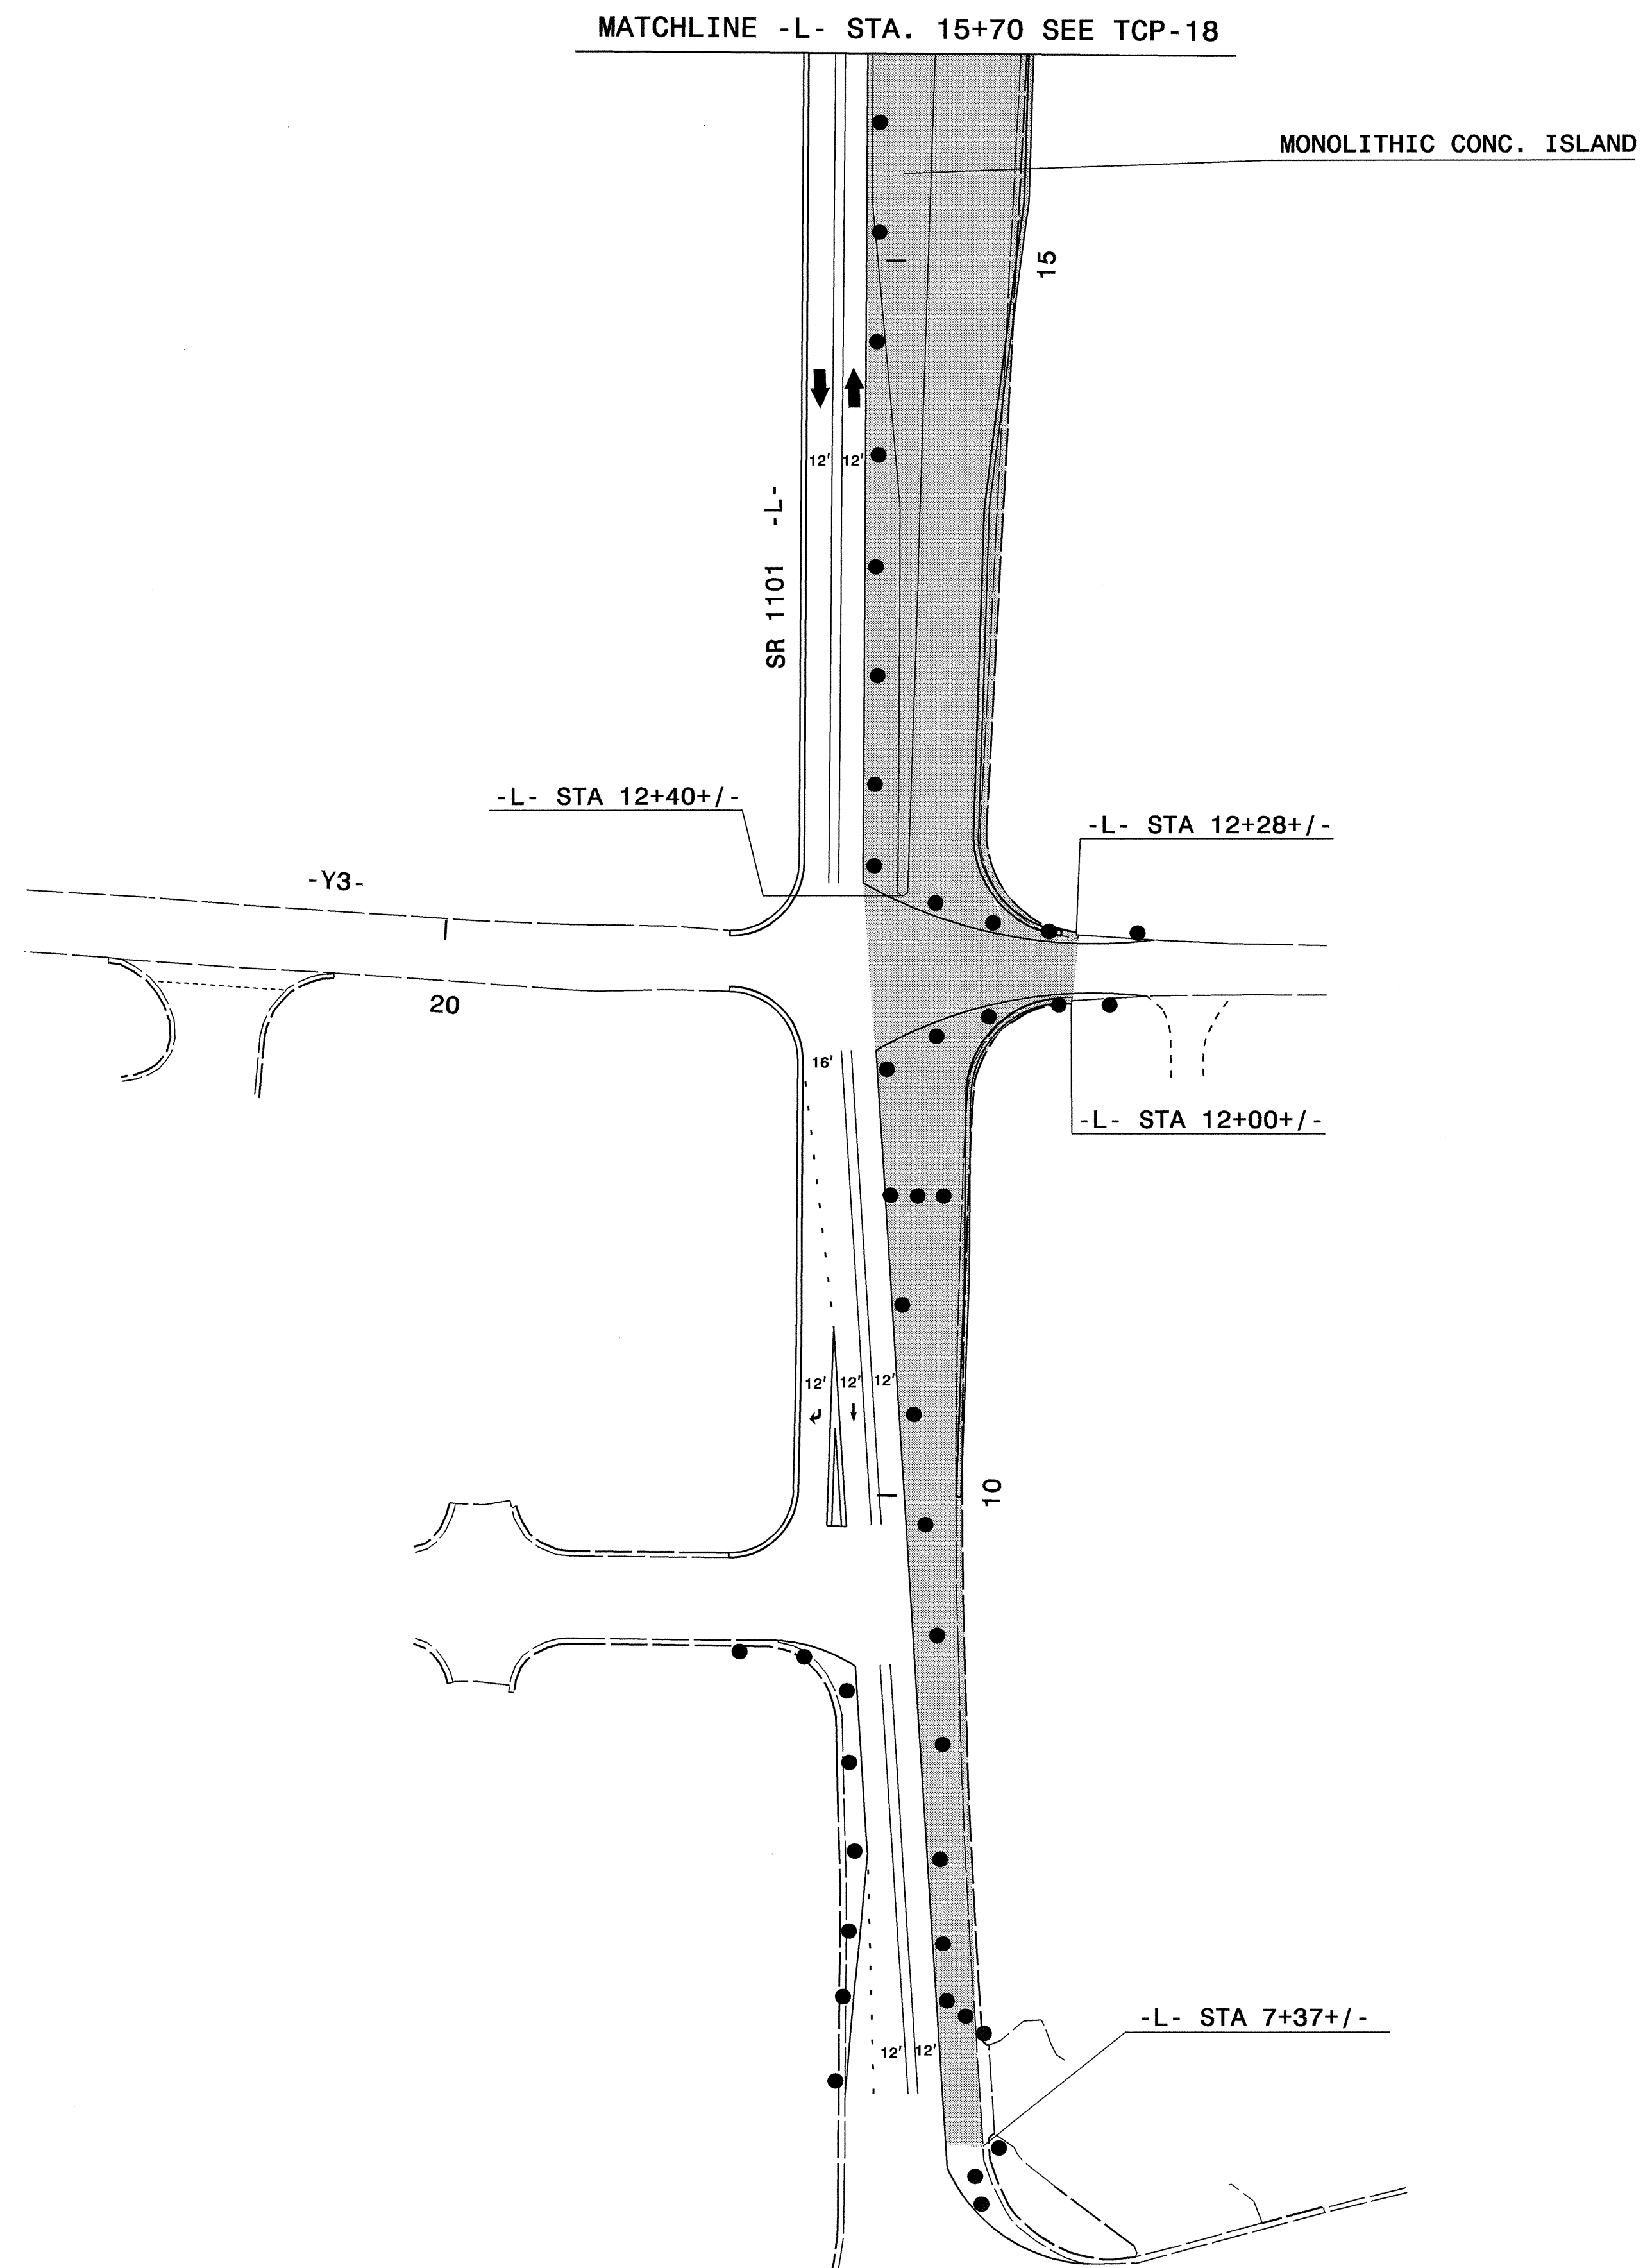 MATCHLINE -L- STA. 15+70 SEE TCP-18
MONOLITHIC CONC. ISLAND
15
12' 12'
SR 1101 -L-
-L- STA 12+40+/-
-L- STA 12+28+/-
-Y3-
20
16'
-L- STA 12+00+/-
12' 12' 12'
10
-L- STA 7+37+/-
12' 12'